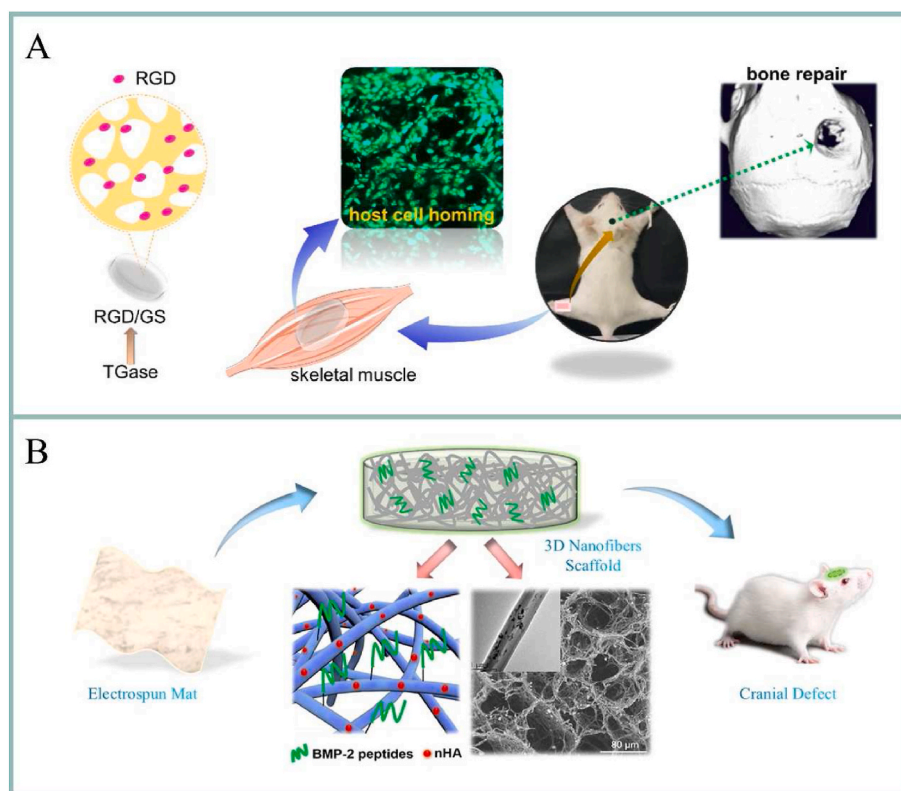 A
RGD
RGD/GS
TGase
host cell homing
skeletal muscle
bone repair
B
Electrospun Mat
3D Nanofibers
Scaffold
BMP-2 peptides
nHA
80 μm
Cranial Defect